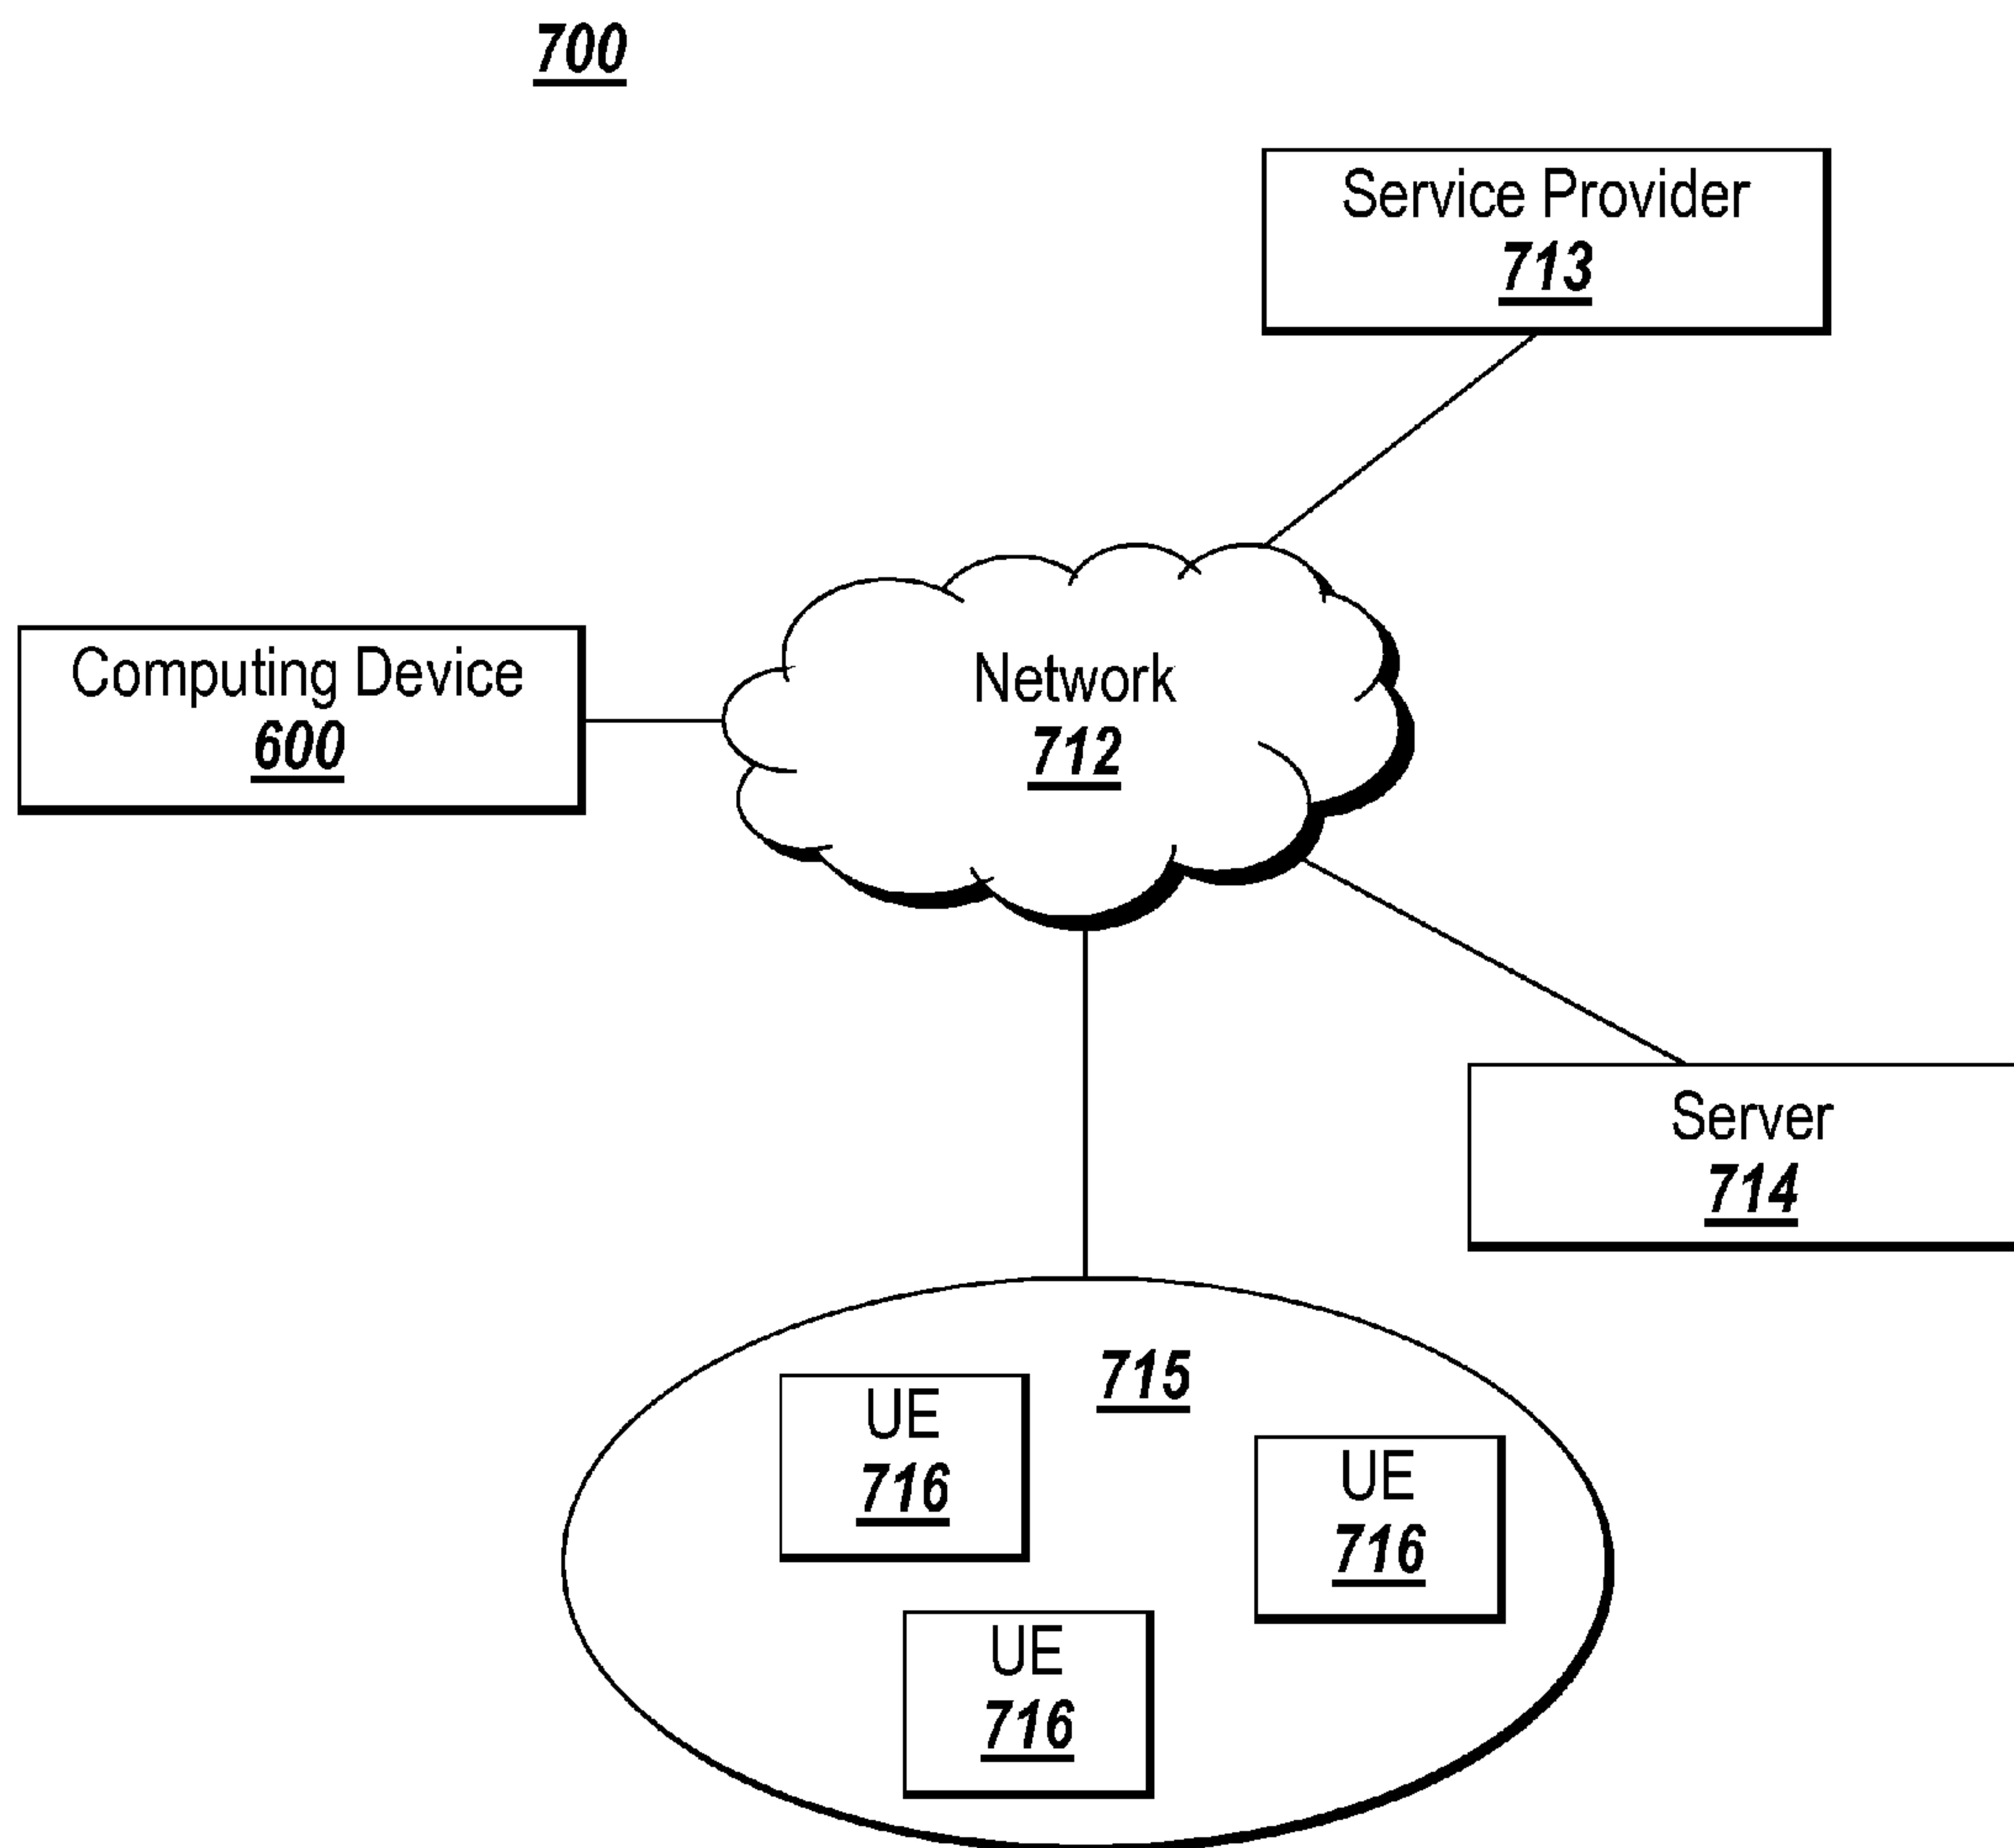 700
Service Provider
713
Computing Device
600
Network
712
Server
714
715
UE
716
UE
716
UE
716